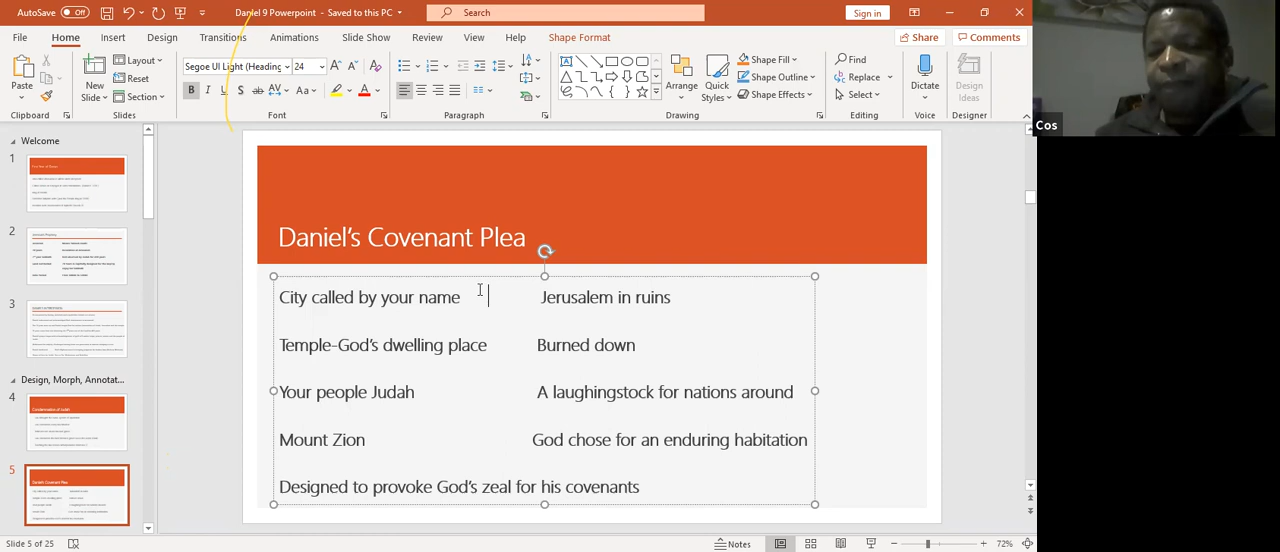 AutoSave Off Daniel 9 Powerpoint - Saved to this PC Search Sign in
File Home Insert Design Transitions Animations Slide Show Review View Help Shape Format Share Comments
Paste New Slide Layout Reset Section Segoe UI Light (Heading 24 Arrange Quick Styles Shape Fill Shape Outline Shape Effects Find Replace Select Dictate Design Ideas
Clipboard Slides Font Paragraph Drawing Editing Voice Designer
Cos
Welcome
1
2
3
Design, Morph, Annotat...
4
5
Daniel's Covenant Plea
City called by your name Jerusalem in ruins
Temple-God's dwelling place Burned down
Your people Judah A laughingstock for nations around
Mount Zion God chose for an enduring habitation
Designed to provoke God's zeal for his covenants
Slide 5 of 25 Notes 72%